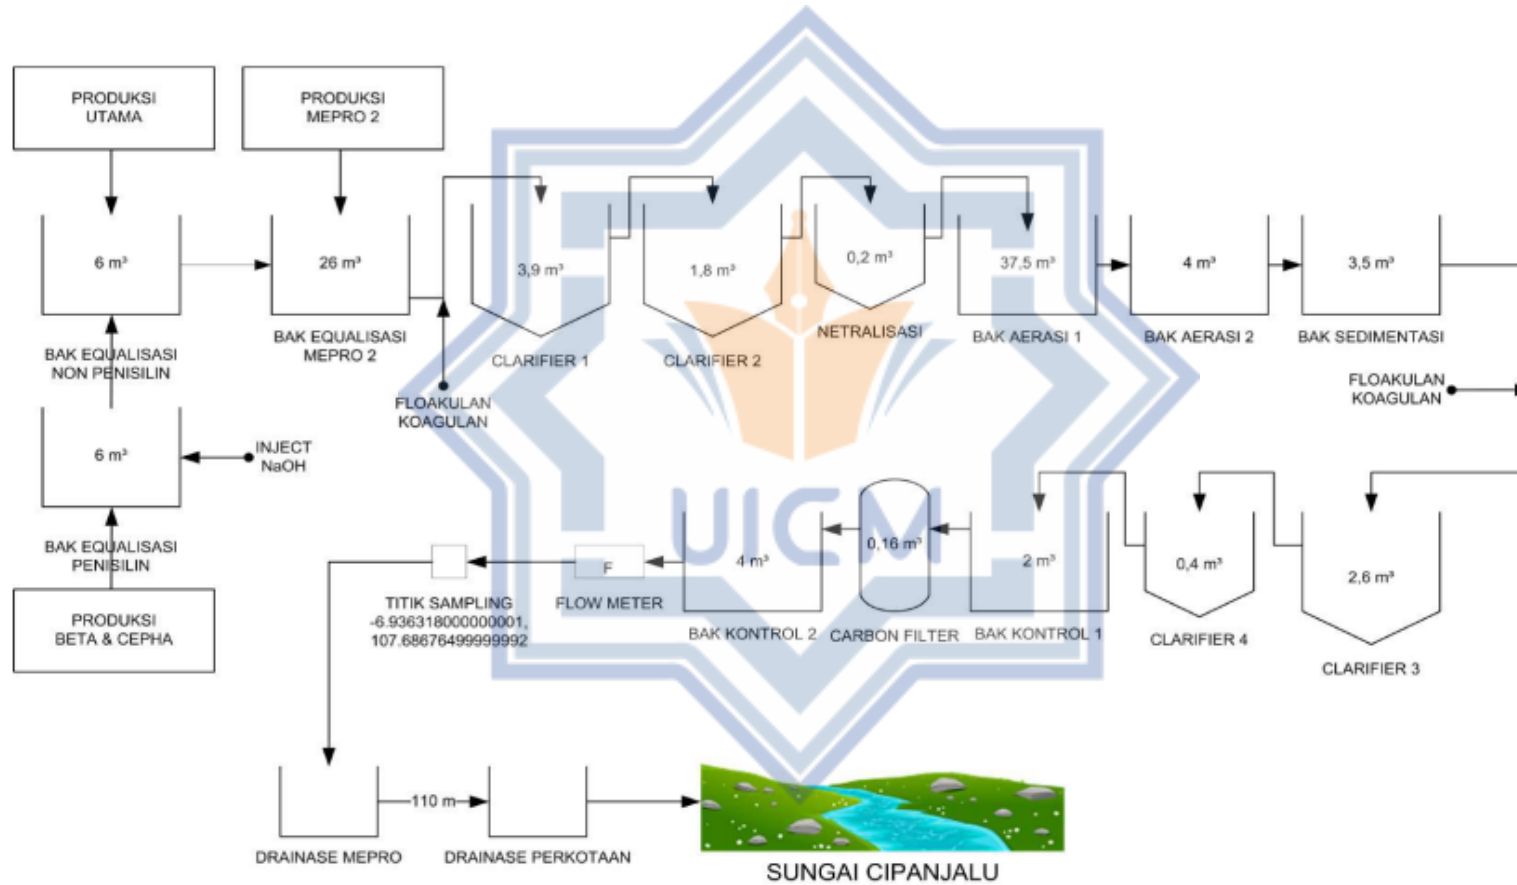 PRODUKSI
UTAMA
PRODUKSI
MEPRO 2
6 m³
26 m³
3,9 m³
1,8 m³
0,2 m³
37,5 m³
4 m³
3,5 m³
BAK EQUALISASI
NON PENISILIN
BAK EQUALISASI
MEPRO 2
CLARIFIER 1
CLARIFIER 2
NETRALISASI
BAK AERASI 1
BAK AERASI 2
BAK SEDIMENTASI
FLOAKULAN
KOAGULAN
FLOAKULAN
KOAGULAN
6 m³
INJECT
NaOH
BAK EQUALISASI
PENISILIN
PRODUKSI
BETA & CEPHA
UICM
TITIK SAMPLING
-6.936318000000001,
107.68676499999992
F
FLOW METER
4 m³
BAK KONTROL 2
0,16 m³
CARBON FILTER
2 m³
BAK KONTROL 1
0,4 m³
CLARIFIER 4
2,6 m³
CLARIFIER 3
110 m
DRAINASE MEPRO
DRAINASE PERKOTAAN
SUNGAI CIPANJALU